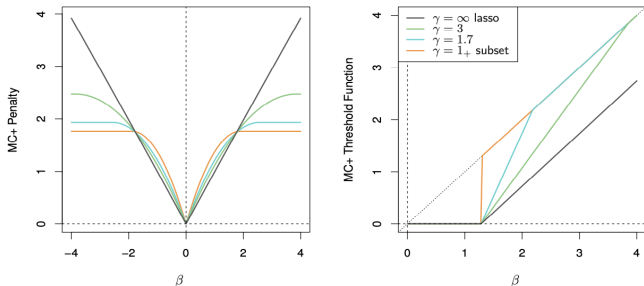 MC+ Penalty
0
1
2
3
4
−4
−2
0
2
4
β
MC+ Threshold Function
0
1
2
3
4
0
1
2
3
4
β
γ = ∞ lasso
γ = 3
γ = 1.7
γ = 1₊ subset